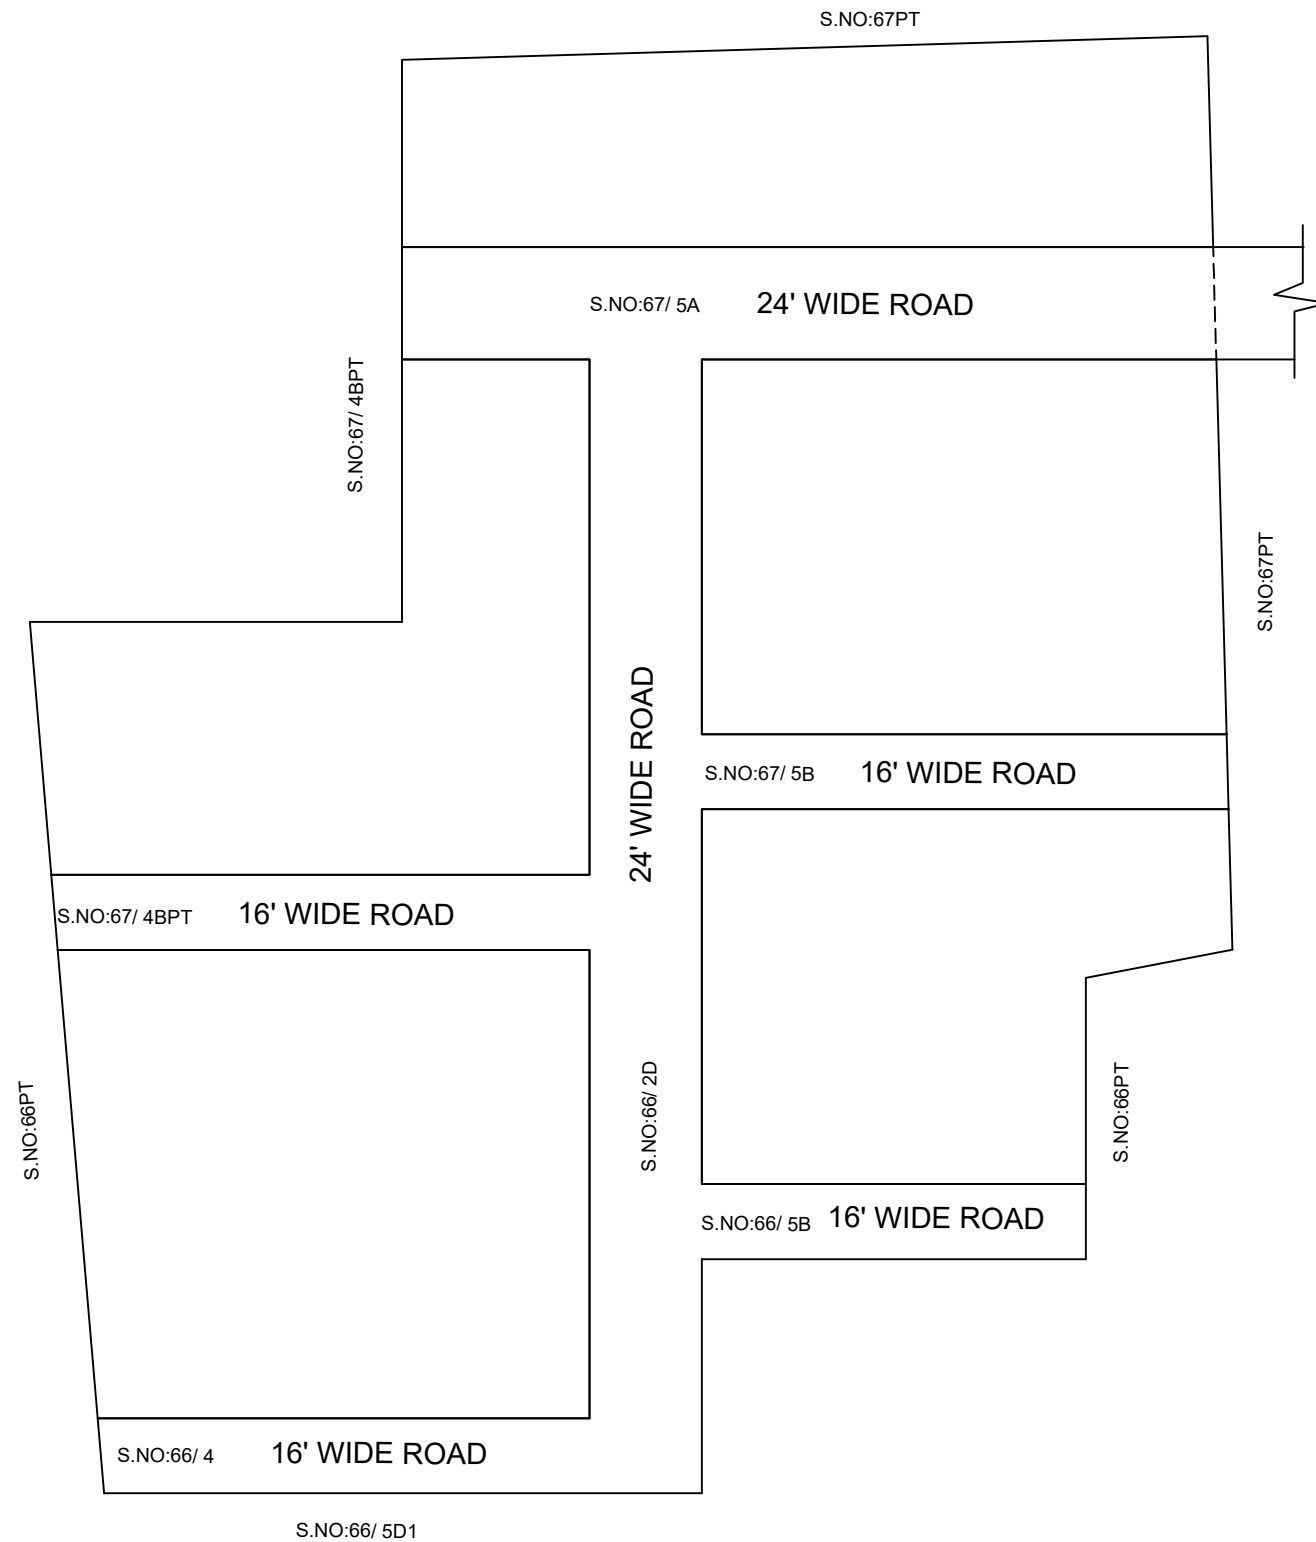 S.NO:67PT
S.NO:67/ 5A
24' WIDE ROAD
S.NO:67/ 4BPT
S.NO:67PT
24' WIDE ROAD
S.NO:67/ 5B
16' WIDE ROAD
S.NO:67/ 4BPT
16' WIDE ROAD
S.NO:66PT
S.NO:66/ 2D
S.NO:66PT
S.NO:66/ 5B
16' WIDE ROAD
S.NO:66/ 4
16' WIDE ROAD
S.NO:66/ 5D1